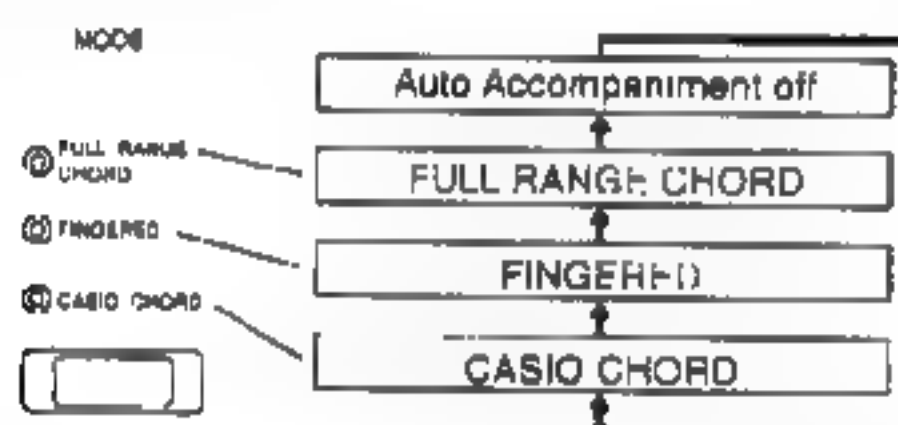 MODE
Auto Accompaniment off
FULL RANGE
CHORD
FULL RANGE CHORD
FINGERED
FINGERED
CASIO CHORD
CASIO CHORD